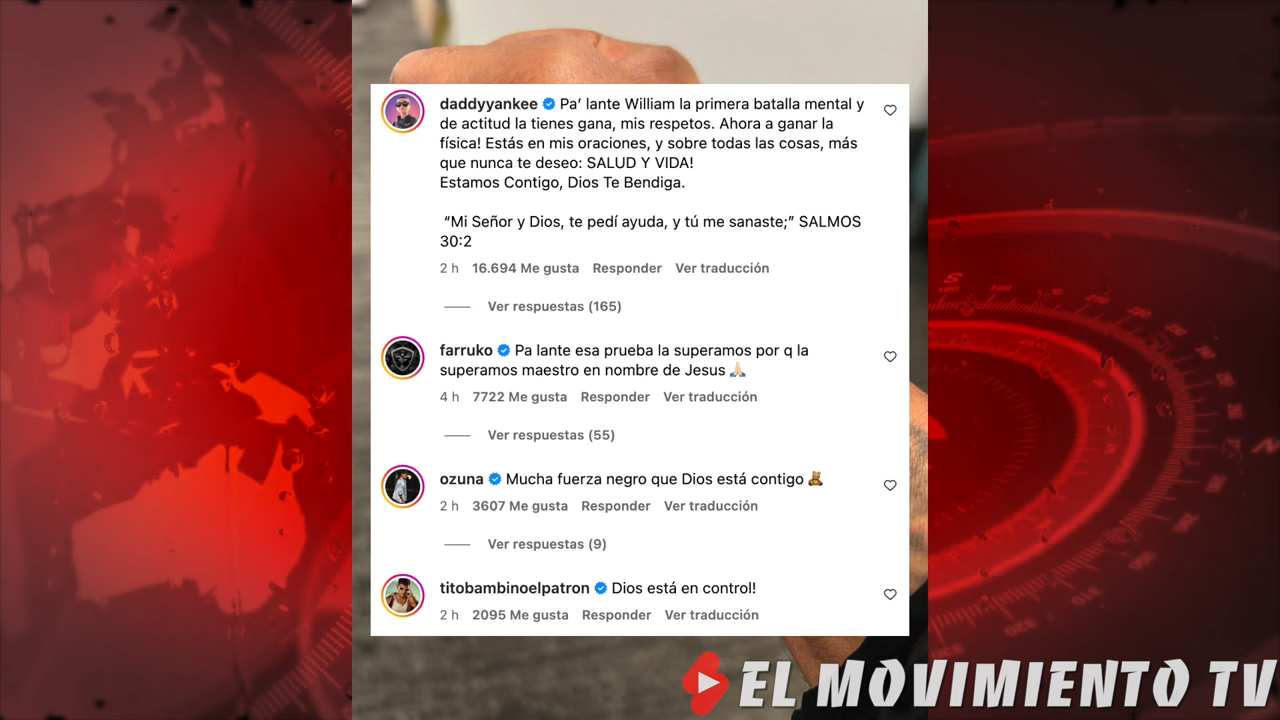 daddyyankee Pa’ lante William la primera batalla mental y
de actitud la tienes gana, mis respetos. Ahora a ganar la
física! Estás en mis oraciones, y sobre todas las cosas, más
que nunca te deseo: SALUD Y VIDA!
Estamos Contigo, Dios Te Bendiga.
“Mi Señor y Dios, te pedí ayuda, y tú me sanaste;” SALMOS
30:2
2 h 16.694 Me gusta Responder Ver traducción
Ver respuestas (165)
farruko Pa lante esa prueba la superamos por q la
superamos maestro en nombre de Jesus 🙏🏻
4 h 7722 Me gusta Responder Ver traducción
Ver respuestas (55)
ozuna Mucha fuerza negro que Dios está contigo 🧸
2 h 3607 Me gusta Responder Ver traducción
Ver respuestas (9)
titobambinoelpatron Dios está en control!
2 h 2095 Me gusta Responder Ver traducción
EL MOVIMIENTO TV